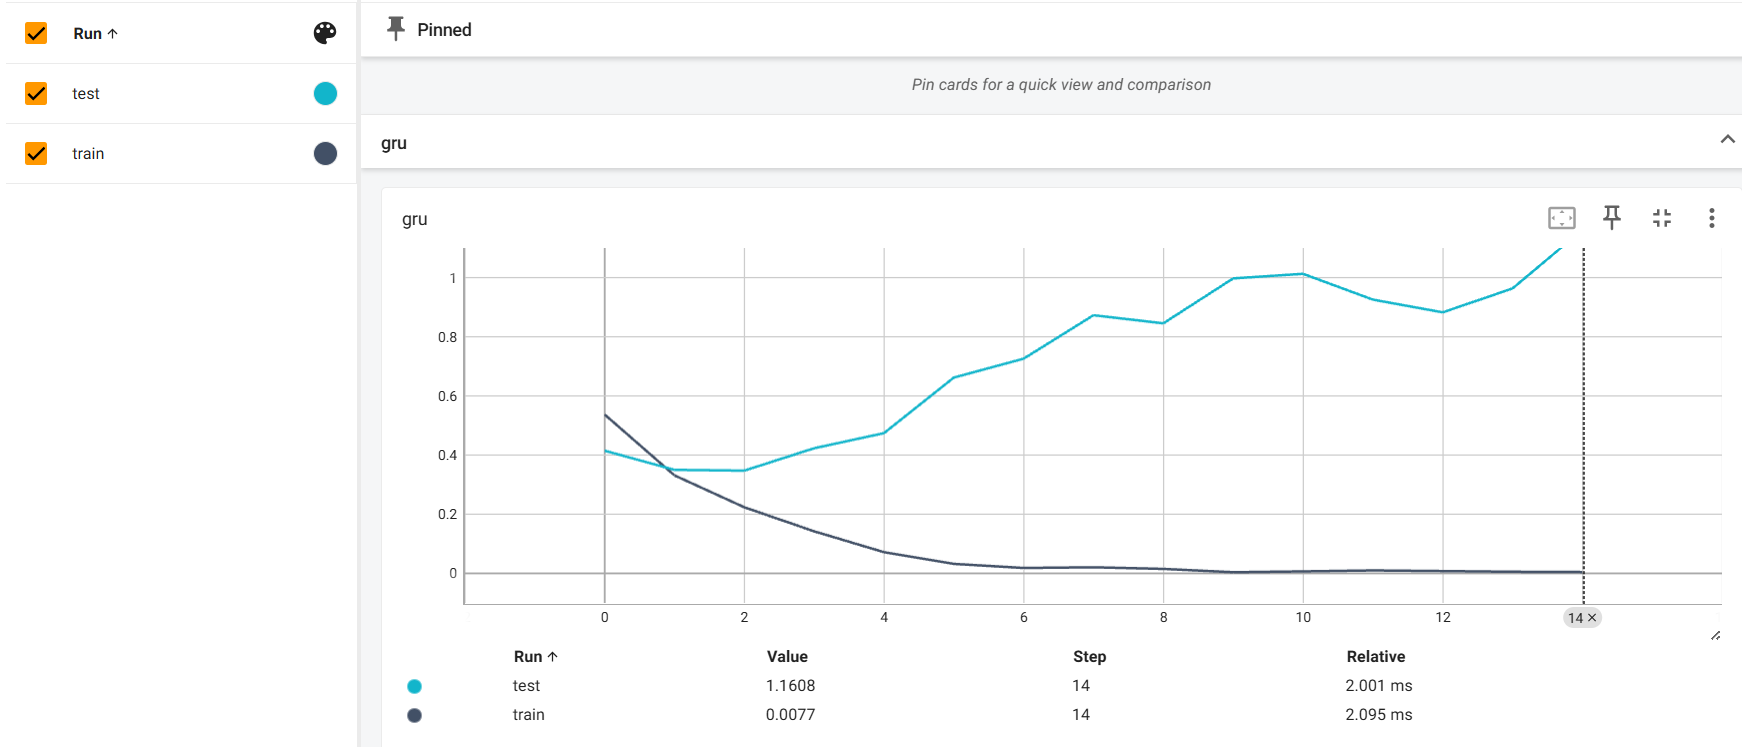 Run ↑
test
train
Pinned
Pin cards for a quick view and comparison
gru
gru
1
0.8
0.6
0.4
0.2
0
0 2 4 6 8 10 12 14 ×
Run ↑ Value Step Relative
test 1.1608 14 2.001 ms
train 0.0077 14 2.095 ms